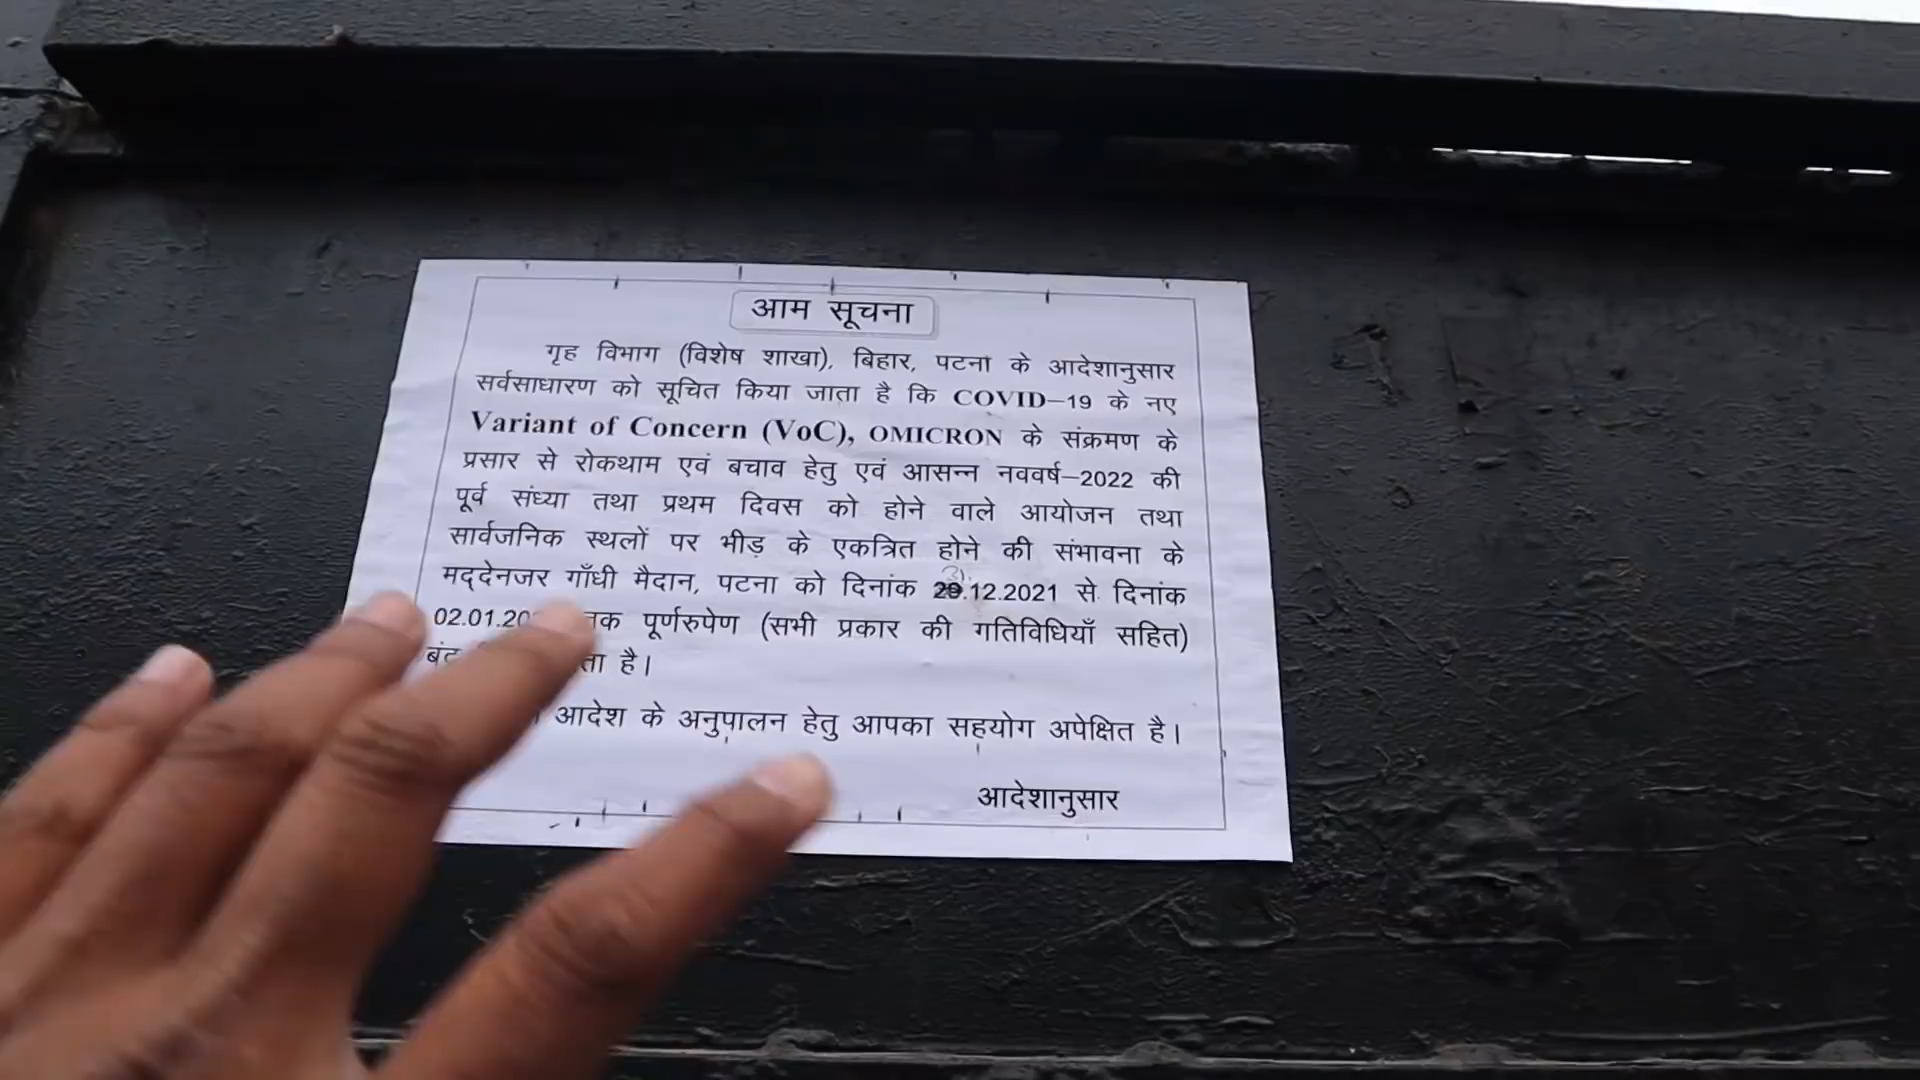 आम सूचना
गृह विभाग (विशेष शाखा), बिहार, पटना के आदेशानुसार
सर्वसाधारण को सूचित किया जाता है कि COVID–19 के नए
Variant of Concern (VoC), OMICRON के संक्रमण के
प्रसार से रोकथाम एवं बचाव हेतु एवं आसन्न नववर्ष–2022 की
पूर्व संध्या तथा प्रथम दिवस को होने वाले आयोजन तथा
सार्वजनिक स्थलों पर भीड़ के एकत्रित होने की संभावना के
मद्देनजर गाँधी मैदान, पटना को दिनांक 31.12.2021 से दिनांक
02.01.20 तक पूर्णरुपेण (सभी प्रकार की गतिविधियाँ सहित)
है।
आदेश के अनुपालन हेतु आपका सहयोग अपेक्षित है।
आदेशानुसार